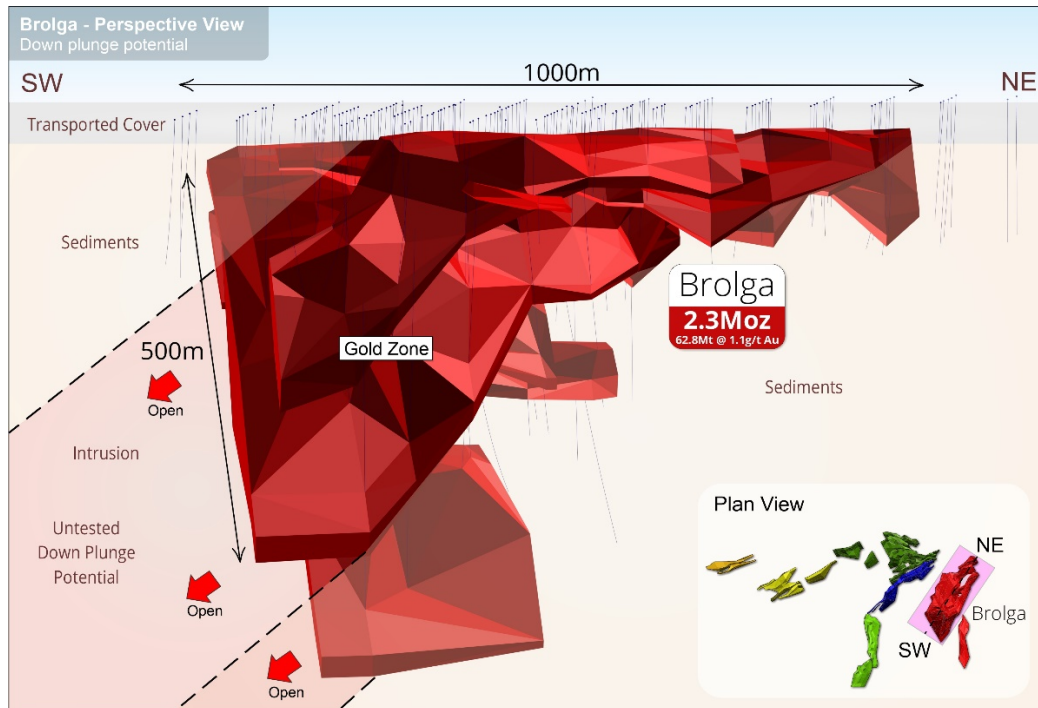 Brolga - Perspective View
Down plunge potential
SW
1000m
NE
Transported Cover
Sediments
Brolga
2.3Moz
62.8Mt @ 1.1g/t Au
Gold Zone
500m
Sediments
Open
Intrusion
Untested
Down Plunge
Potential
Open
Open
Plan View
NE
Brolga
SW